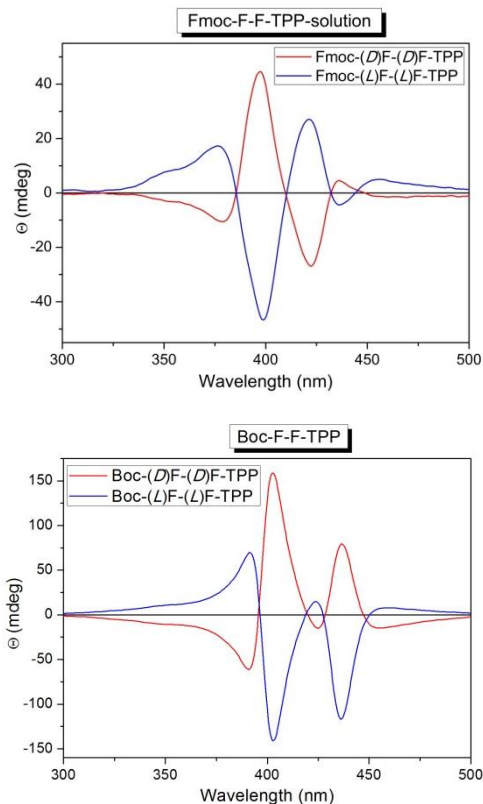 Fmoc-F-F-TPP-solution
Fmoc-(D)F-(D)F-TPP
Fmoc-(L)F-(L)F-TPP
Θ (mdeg)
40
20
0
-20
-40
300 350 400 450 500
Wavelength (nm)
Boc-F-F-TPP
Boc-(D)F-(D)F-TPP
Boc-(L)F-(L)F-TPP
Θ (mdeg)
150
100
50
0
-50
-100
-150
300 350 400 450 500
Wavelength (nm)